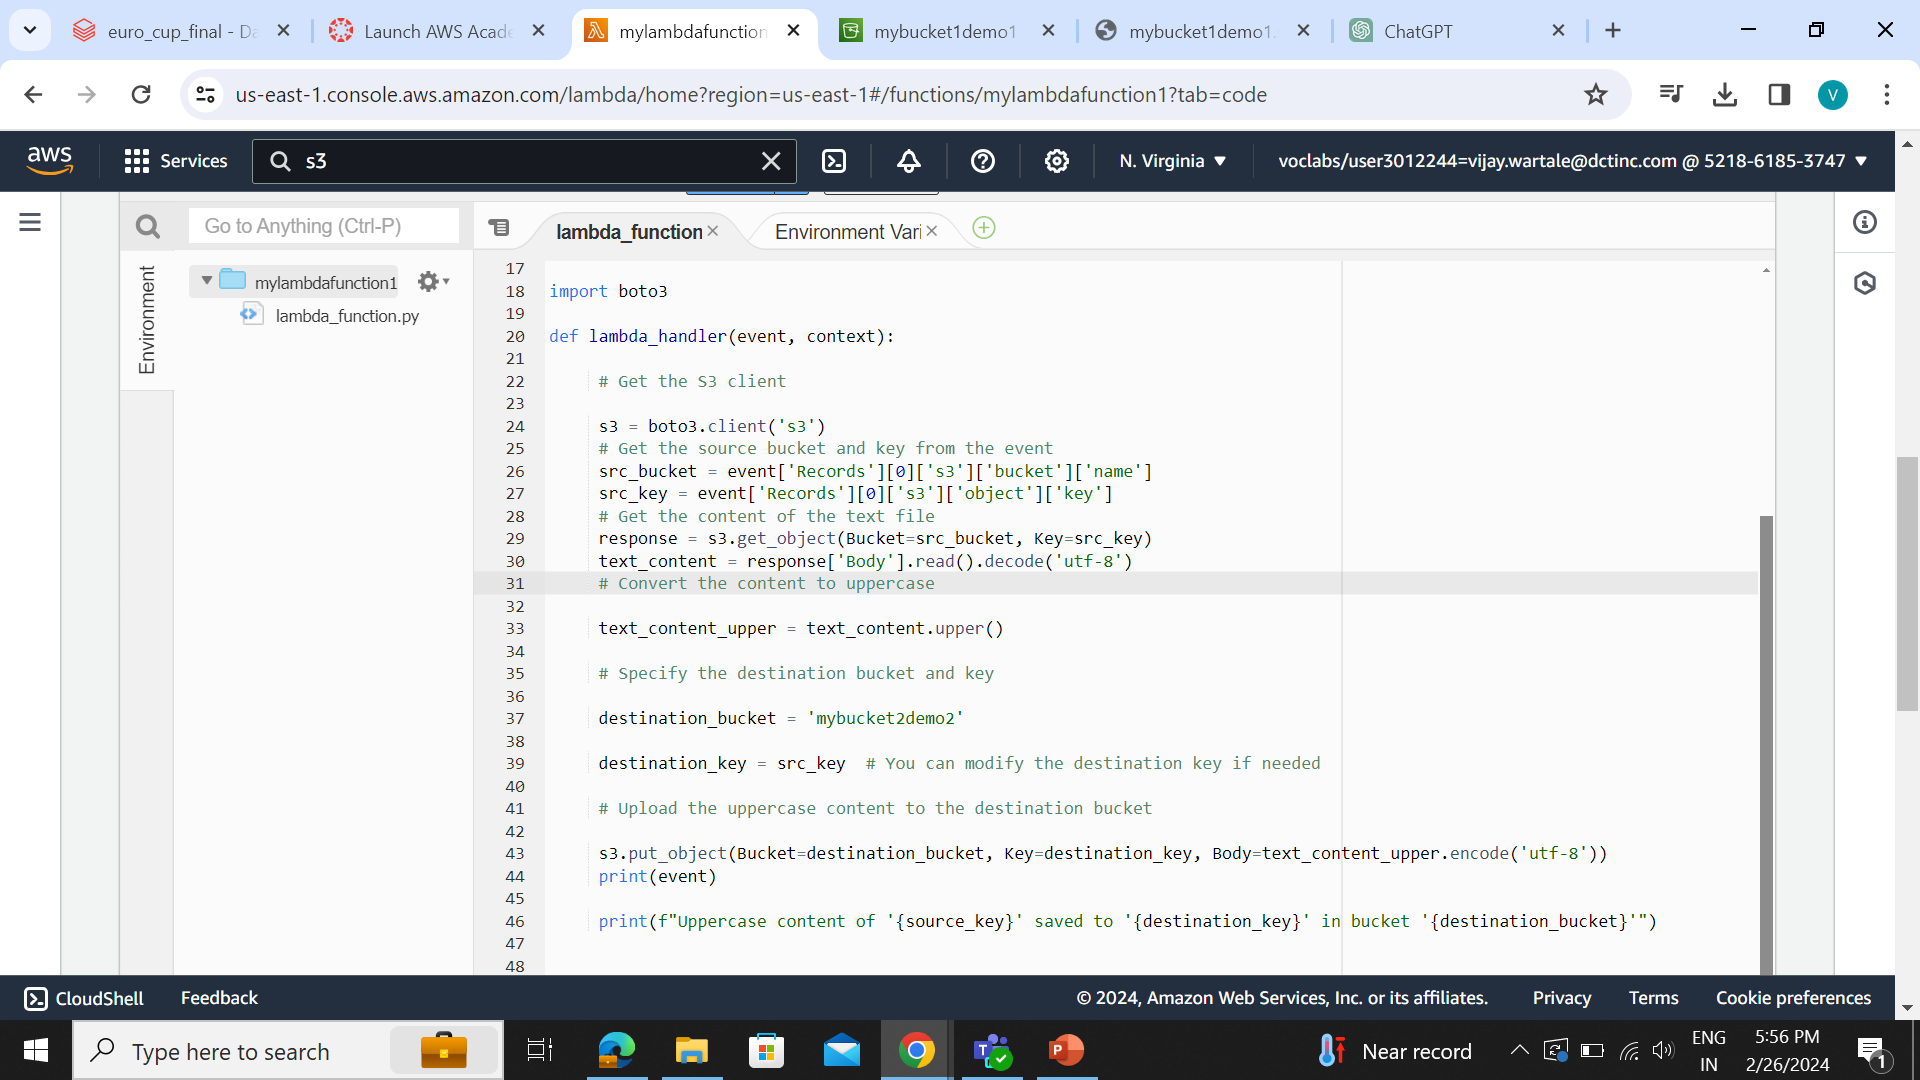 euro_cup_final - Da
Launch AWS Acade
mylambdafunction
mybucket1demo1
mybucket1demo1.
ChatGPT
us-east-1.console.aws.amazon.com/lambda/home?region=us-east-1#/functions/mylambdafunction1?tab=code
V
aws
Services
s3
N. Virginia
voclabs/user3012244=vijay.wartale@dctinc.com @ 5218-6185-3747
Go to Anything (Ctrl-P)
lambda_function
Environment Vari
Environment
mylambdafunction1
lambda_function.py
17
18 import boto3
19
20 def lambda_handler(event, context):
21
22 # Get the S3 client
23
24 s3 = boto3.client('s3')
25 # Get the source bucket and key from the event
26 src_bucket = event['Records'][0]['s3']['bucket']['name']
27 src_key = event['Records'][0]['s3']['object']['key']
28 # Get the content of the text file
29 response = s3.get_object(Bucket=src_bucket, Key=src_key)
30 text_content = response['Body'].read().decode('utf-8')
31 # Convert the content to uppercase
32
33 text_content_upper = text_content.upper()
34
35 # Specify the destination bucket and key
36
37 destination_bucket = 'mybucket2demo2'
38
39 destination_key = src_key # You can modify the destination key if needed
40
41 # Upload the uppercase content to the destination bucket
42
43 s3.put_object(Bucket=destination_bucket, Key=destination_key, Body=text_content_upper.encode('utf-8'))
44 print(event)
45
46 print(f"Uppercase content of '{source_key}' saved to '{destination_key}' in bucket '{destination_bucket}'")
47
48
CloudShell
Feedback
© 2024, Amazon Web Services, Inc. or its affiliates.
Privacy
Terms
Cookie preferences
Type here to search
Near record
ENG
IN
5:56 PM
2/26/2024
1